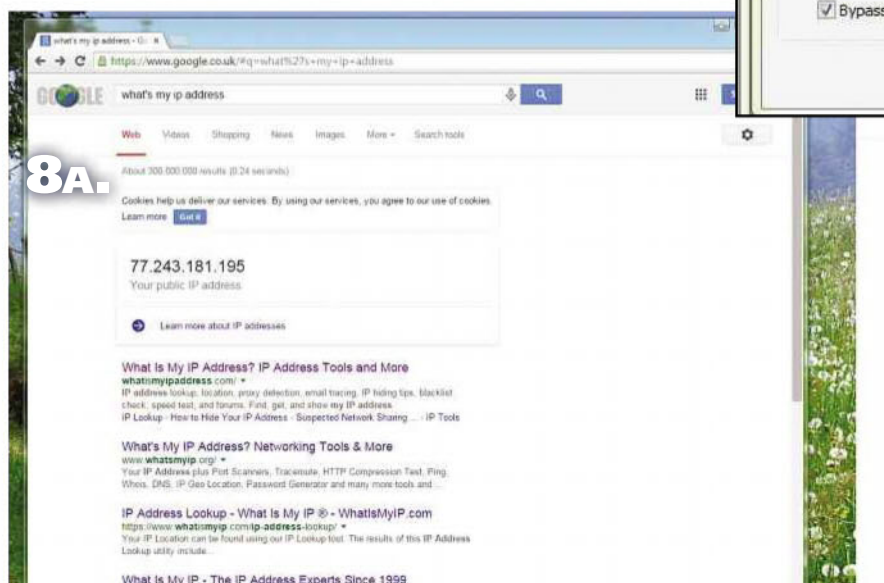 Bypass
what's my ip address - G
https://www.google.co.uk/#q=what%27s+my+ip+address
GOOGLE what's my ip address
Web Videos Shopping News Images More Search tools
8A.
About 300,000,000 results (0.24 seconds)
Cookies help us deliver our services. By using our services, you agree to our use of cookies.
Learn more Got it
77.243.181.195
Your public IP address
Learn more about IP addresses
What Is My IP Address? IP Address Tools and More
whatismyipaddress.com/
IP address lookup, location, proxy detection, email tracing, IP hiding tips, blacklist
check, speed test, and forums. Find, get, and show my IP address.
IP Lookup - How to Hide Your IP Address - Suspected Network Sharing ... - IP Tools
What's My IP Address? Networking Tools & More
www.whatsmyip.org/
Your IP Address plus Port Scanners, Traceroute, HTTP Compression Test, Ping,
Whois, DNS, IP Geo Location, Password Generator and many more tools and ...
IP Address Lookup - What Is My IP ® - WhatIsMyIP.com
https://www.whatismyip.com/ip-address-lookup/
Your IP Location can be found using our IP Lookup tool. The results of this IP Address
Lookup utility include...
What Is My IP - The IP Address Experts Since 1999